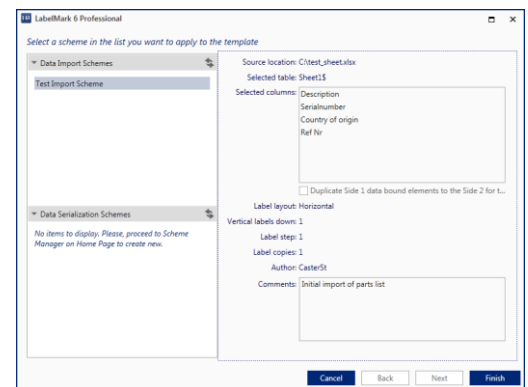 LabelMark 6 Professional
Select a scheme in the list you want to apply to the template
Data Import Schemes
Test Import Scheme
Data Serialization Schemes
No items to display. Please, proceed to Scheme
Manager on Home Page to create new.
Source location: C:\test_sheet.xlsx
Selected table: Sheet1$
Selected columns: Description
Serialnumber
Country of origin
Ref Nr
Duplicate Side 1 data bound elements to the Side 2 for t...
Label layout: Horizontal
Vertical labels down: 1
Label step: 1
Label copies: 1
Author: CasterSt
Comments: Initial import of parts list
Cancel Back Next Finish